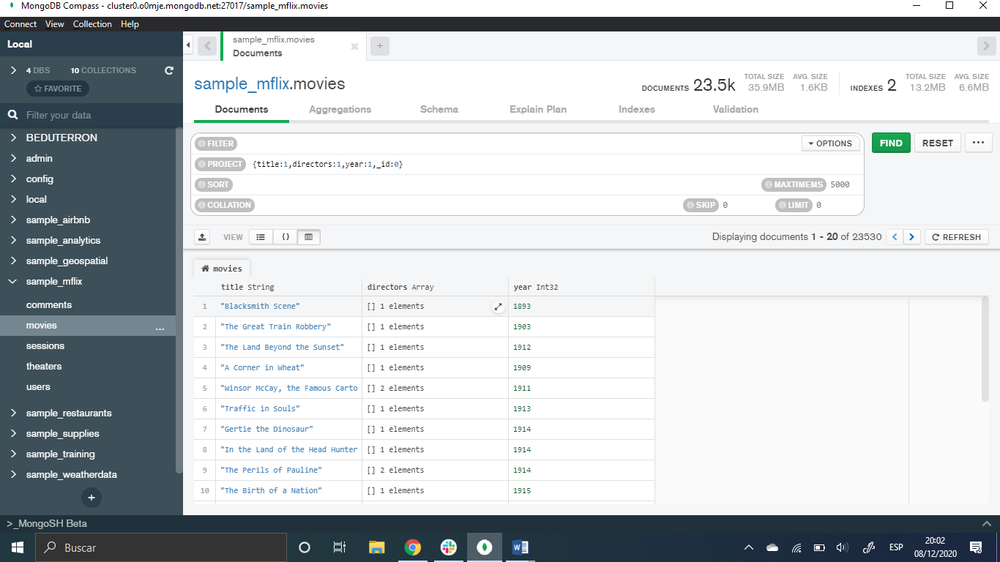 MongoDB Compass - cluster0.o0mje.mongodb.net:27017/sample_mflix.movies
Connect View Collection Help
Local
4 DBS 10 COLLECTIONS
FAVORITE
Filter your data
BEDUTERRON
admin
config
local
sample_airbnb
sample_analytics
sample_geospatial
sample_mflix
comments
movies ...
sessions
theaters
users
sample_restaurants
sample_supplies
sample_training
sample_weatherdata
+
sample_mflix.movies
Documents
+
sample_mflix.movies
DOCUMENTS 23.5k TOTAL SIZE 35.9MB AVG. SIZE 1.6KB INDEXES 2 TOTAL SIZE 13.2MB AVG. SIZE 6.6MB
Documents Aggregations Schema Explain Plan Indexes Validation
FILTER OPTIONS FIND RESET ...
PROJECT {title:1,directors:1,year:1,_id:0}
SORT MAXTIMEMS 5000
COLLATION SKIP 0 LIMIT 0
VIEW {} Displaying documents 1 - 20 of 23530 < > REFRESH
movies
title String directors Array year Int32
1 "Blacksmith Scene" [] 1 elements 1893
2 "The Great Train Robbery" [] 1 elements 1903
3 "The Land Beyond the Sunset" [] 1 elements 1912
4 "A Corner in Wheat" [] 1 elements 1909
5 "Winsor McCay, the Famous Carto [] 2 elements 1911
6 "Traffic in Souls" [] 1 elements 1913
7 "Gertie the Dinosaur" [] 1 elements 1914
8 "In the Land of the Head Hunter [] 1 elements 1914
9 "The Perils of Pauline" [] 2 elements 1914
10 "The Birth of a Nation" [] 1 elements 1915
>_MongoSH Beta
Buscar ESP 20:02
08/12/2020